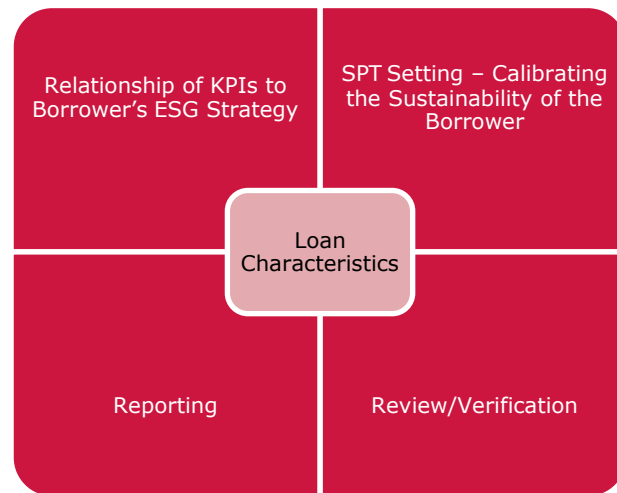 Relationship of KPIs to
Borrower’s ESG Strategy
SPT Setting – Calibrating
the Sustainability of the
Borrower
Loan
Characteristics
Reporting
Review/Verification